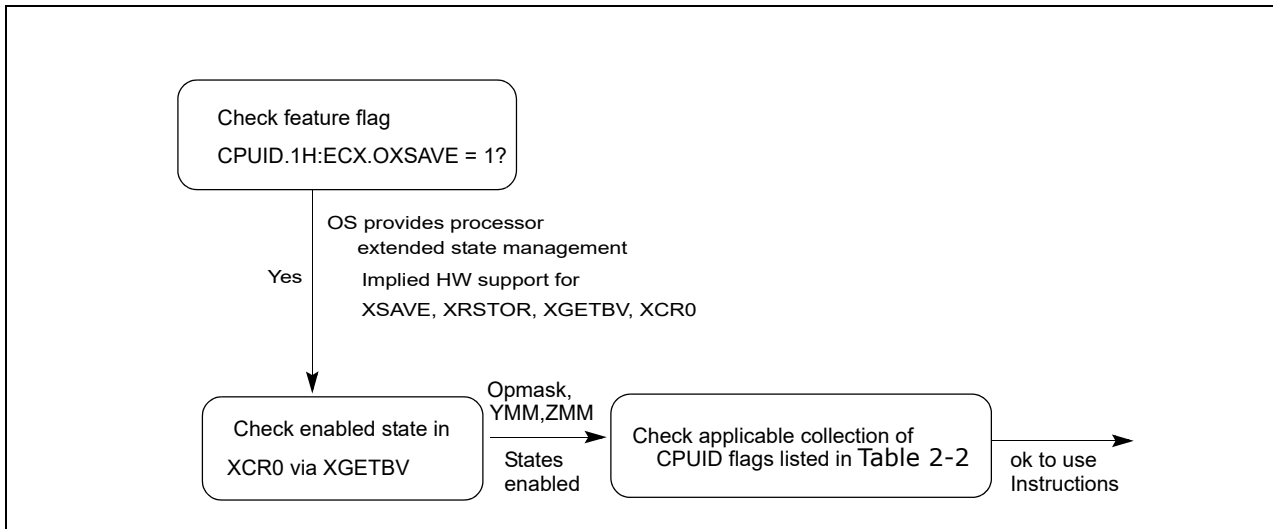 Check feature flag
CPUID.1H:ECX.OXSAVE = 1?
OS provides processor
extended state management
Yes
Implied HW support for
XSAVE, XRSTOR, XGETBV, XCR0
Check enabled state in
XCR0 via XGETBV
Opmask,
YMM,ZMM
States
enabled
Check applicable collection of
CPUID flags listed in Table 2-2
ok to use
Instructions